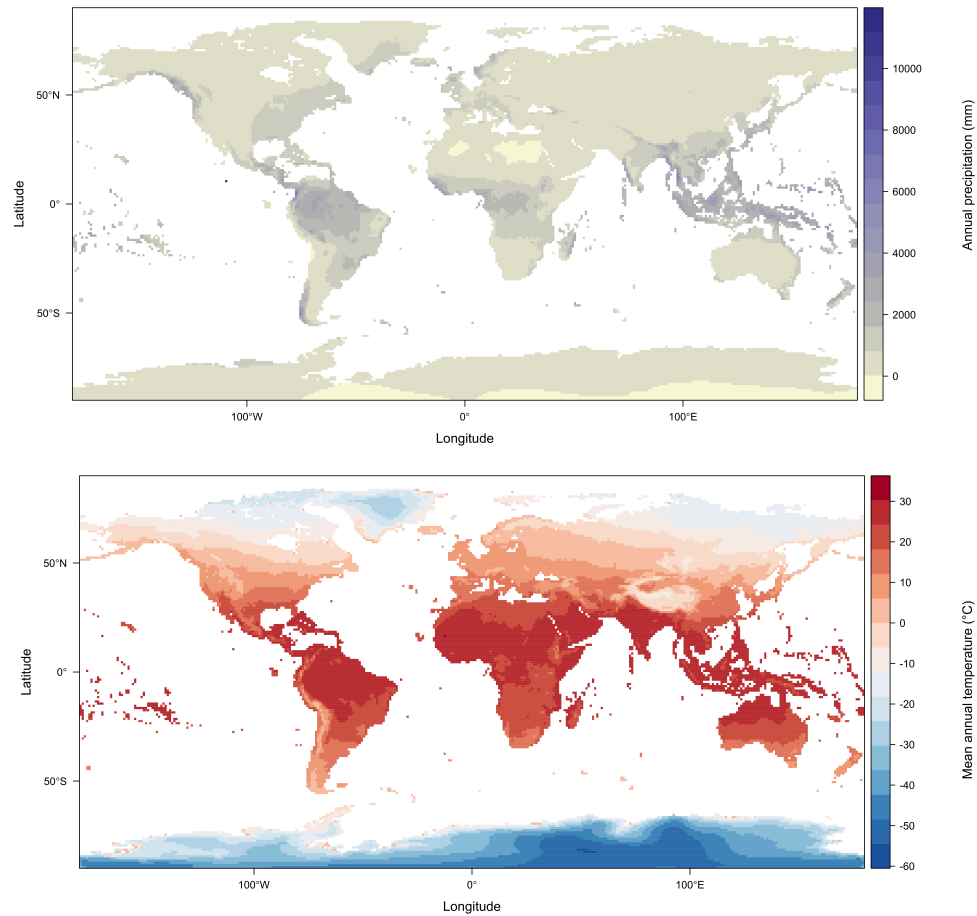 50°N
0°
50°S
Latitude
100°W
0°
100°E
Longitude
10000
8000
6000
4000
2000
0
Annual precipitation (mm)
50°N
0°
50°S
Latitude
100°W
0°
100°E
Longitude
30
20
10
0
-10
-20
-30
-40
-50
-60
Mean annual temperature (°C)